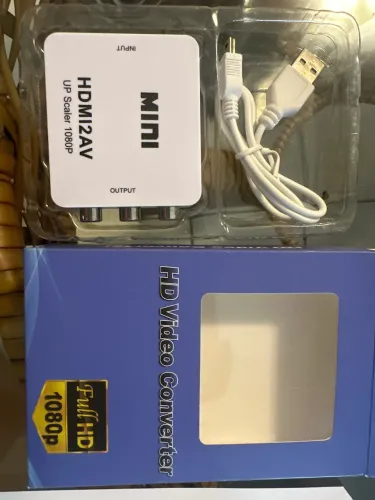 INPUT
MINI
HDMI2AV
UP Scaler 1080P
OUTPUT
HD Video Converter
Full HD
1080p